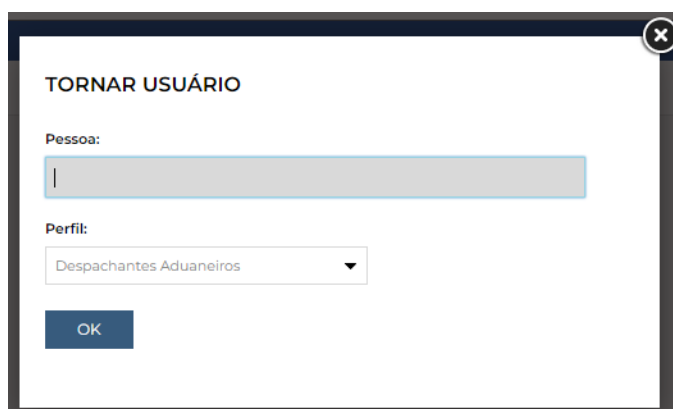 TORNAR USUÁRIO
Pessoa:
Perfil:
Despachantes Aduaneiros
OK